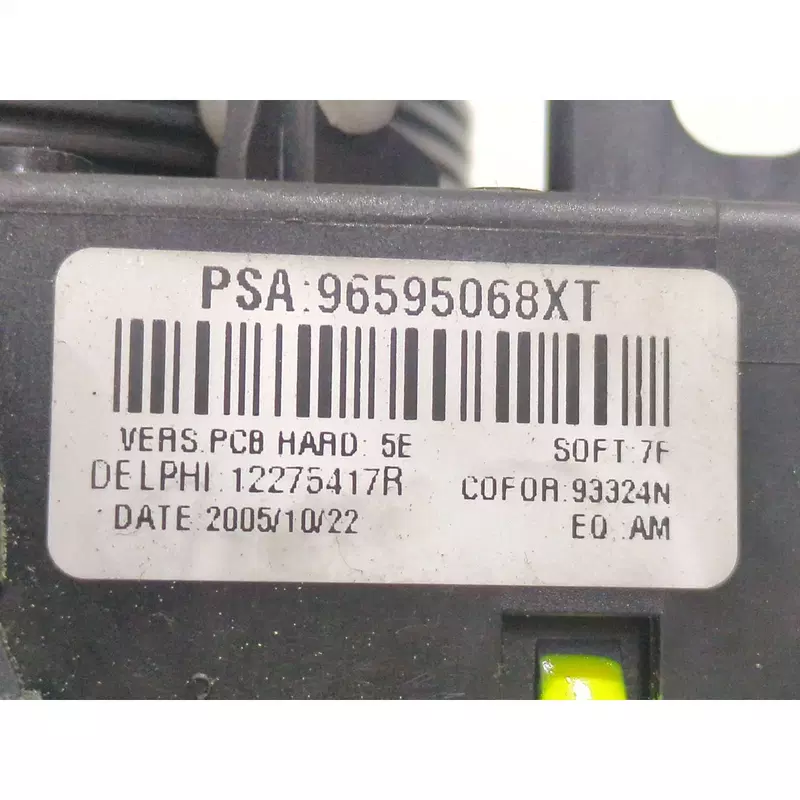 PSA:96595068XT
VERS.PCB HARD: 5E SOFT:7F
DELPHI:12275417R COFOR:93324N
DATE:2005/10/22 EQ:AM